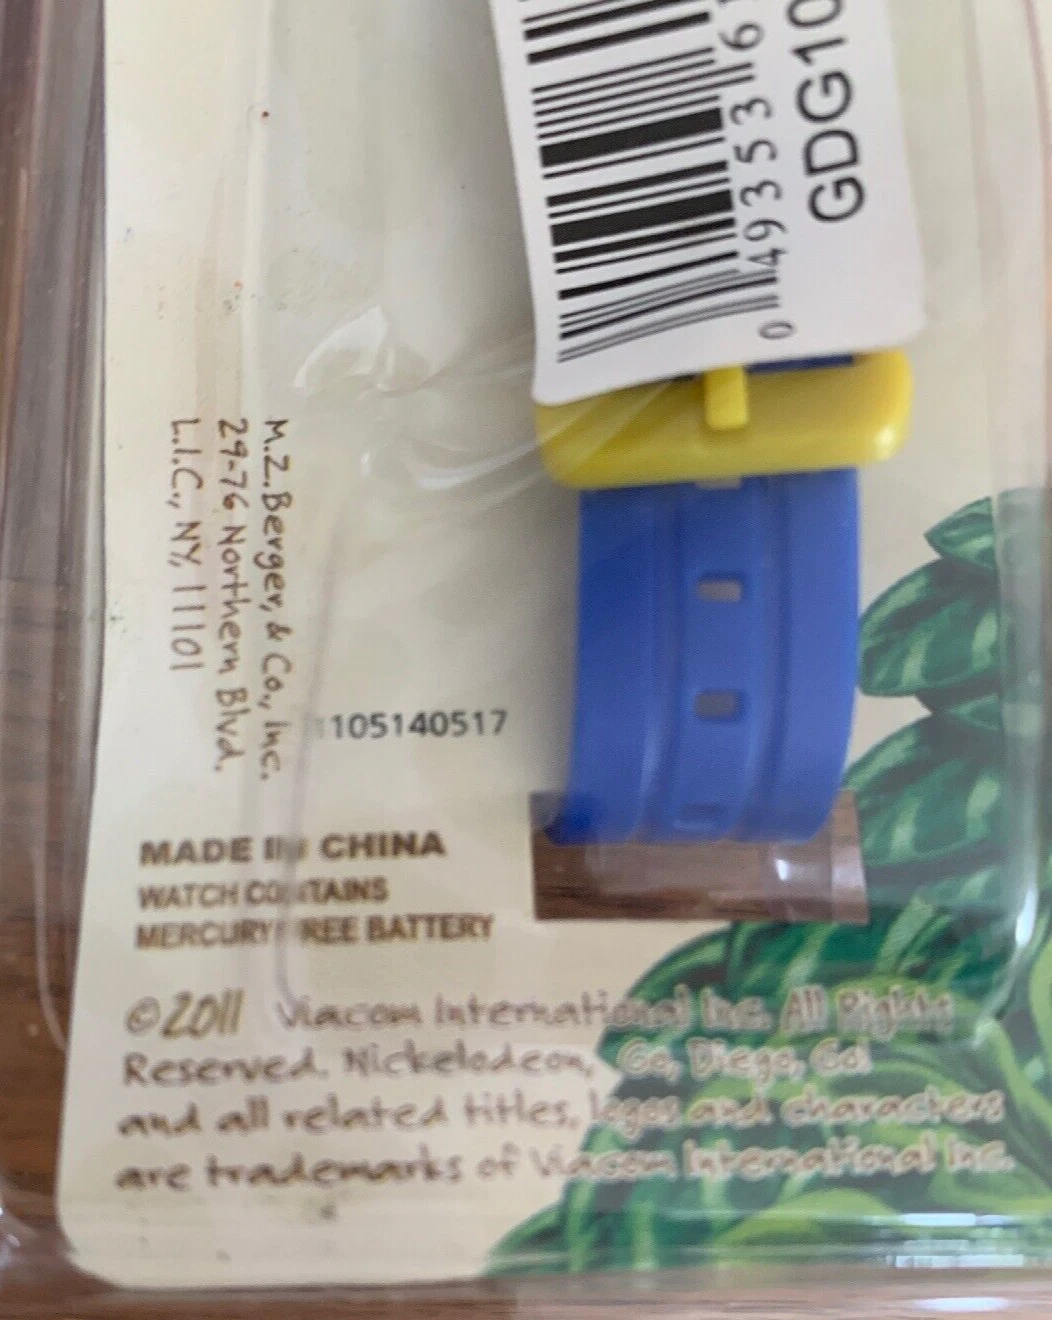 0 49353 6
GDG10
M.Z. Berger, & Co., Inc.
29-76 Northern Blvd.
L.I.C., NY, 11101
1105140517
MADE IN CHINA
WATCH CONTAINS
MERCURY FREE BATTERY
©2011 Viacom International Inc. All Rights
Reserved. Nickelodeon, Go, Diego, Go!
and all related titles, logos and characters
are trademarks of Viacom International Inc.